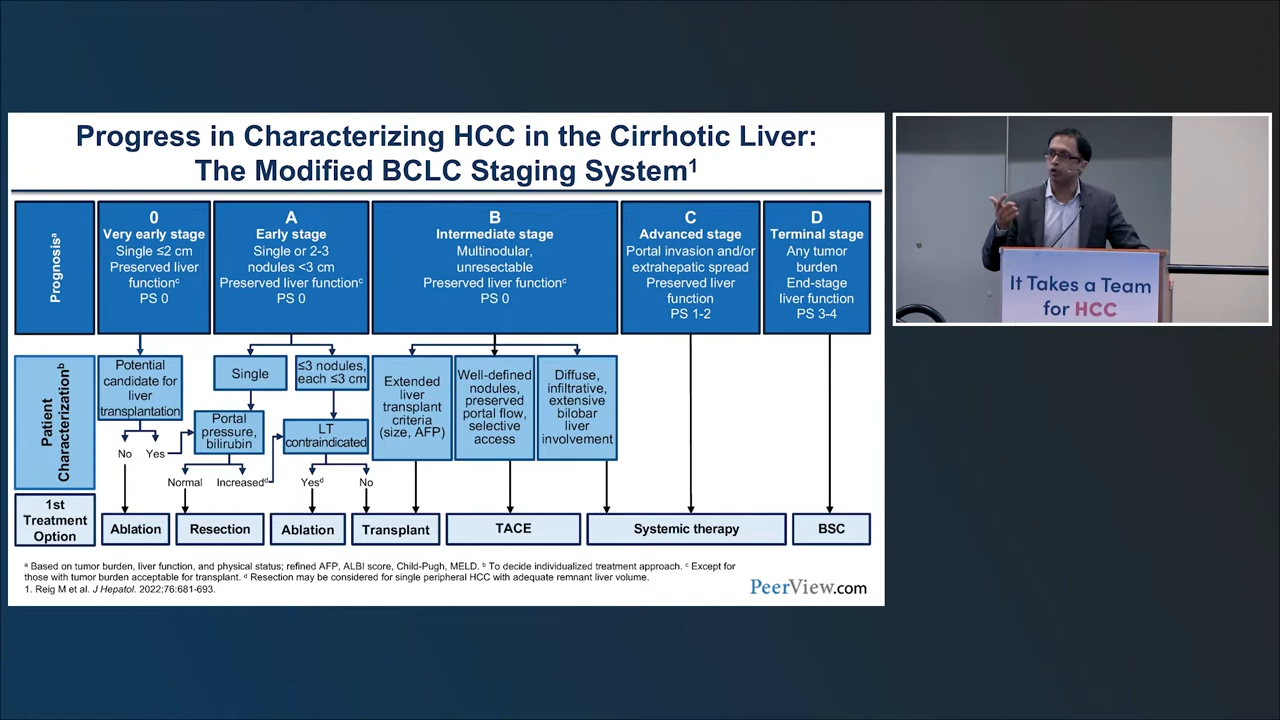 Progress in Characterizing HCC in the Cirrhotic Liver:
The Modified BCLC Staging System¹
Prognosisᵃ
0
Very early stage
Single ≤2 cm
Preserved liver
functionᶜ
PS 0
A
Early stage
Single or 2-3
nodules <3 cm
Preserved liver functionᶜ
PS 0
B
Intermediate stage
Multinodular,
unresectable
Preserved liver functionᶜ
PS 0
C
Advanced stage
Portal invasion and/or
extrahepatic spread
Preserved liver
function
PS 1-2
D
Terminal stage
Any tumor
burden
End-stage
liver function
PS 3-4
Patient
Characterizationᵇ
Potential
candidate for
liver
transplantation
No
Yes
Single
Portal
pressure,
bilirubin
Normal
Increasedᵈ
≤3 nodules,
each ≤3 cm
LT
contraindicated
Yesᵈ
No
Extended
liver
transplant
criteria
(size, AFP)
Well-defined
nodules,
preserved
portal flow,
selective
access
Diffuse,
infiltrative,
extensive
bilobar
liver
involvement
1st
Treatment
Option
Ablation
Resection
Ablation
Transplant
TACE
Systemic therapy
BSC
ᵃ Based on tumor burden, liver function, and physical status; refined AFP, ALBI score, Child-Pugh, MELD. ᵇ To decide individualized treatment approach. ᶜ Except for
those with tumor burden acceptable for transplant. ᵈ Resection may be considered for single peripheral HCC with adequate remnant liver volume.
1. Reig M et al. J Hepatol. 2022;76:681-693.
PeerView.com
It Takes a Team
for HCC